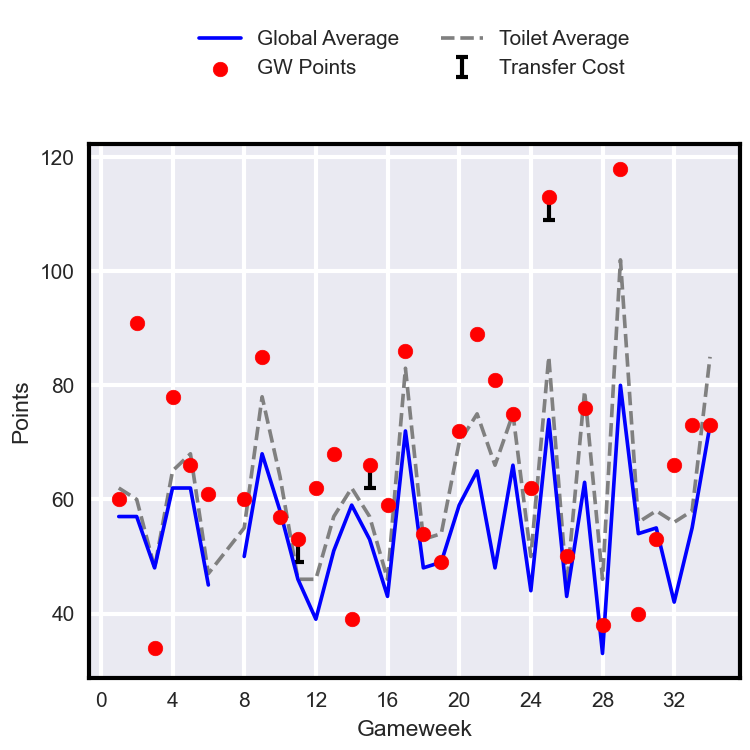 Global Average
Toilet Average
GW Points
Transfer Cost
120
100
80
60
40
Points
0 4 8 12 16 20 24 28 32
Gameweek